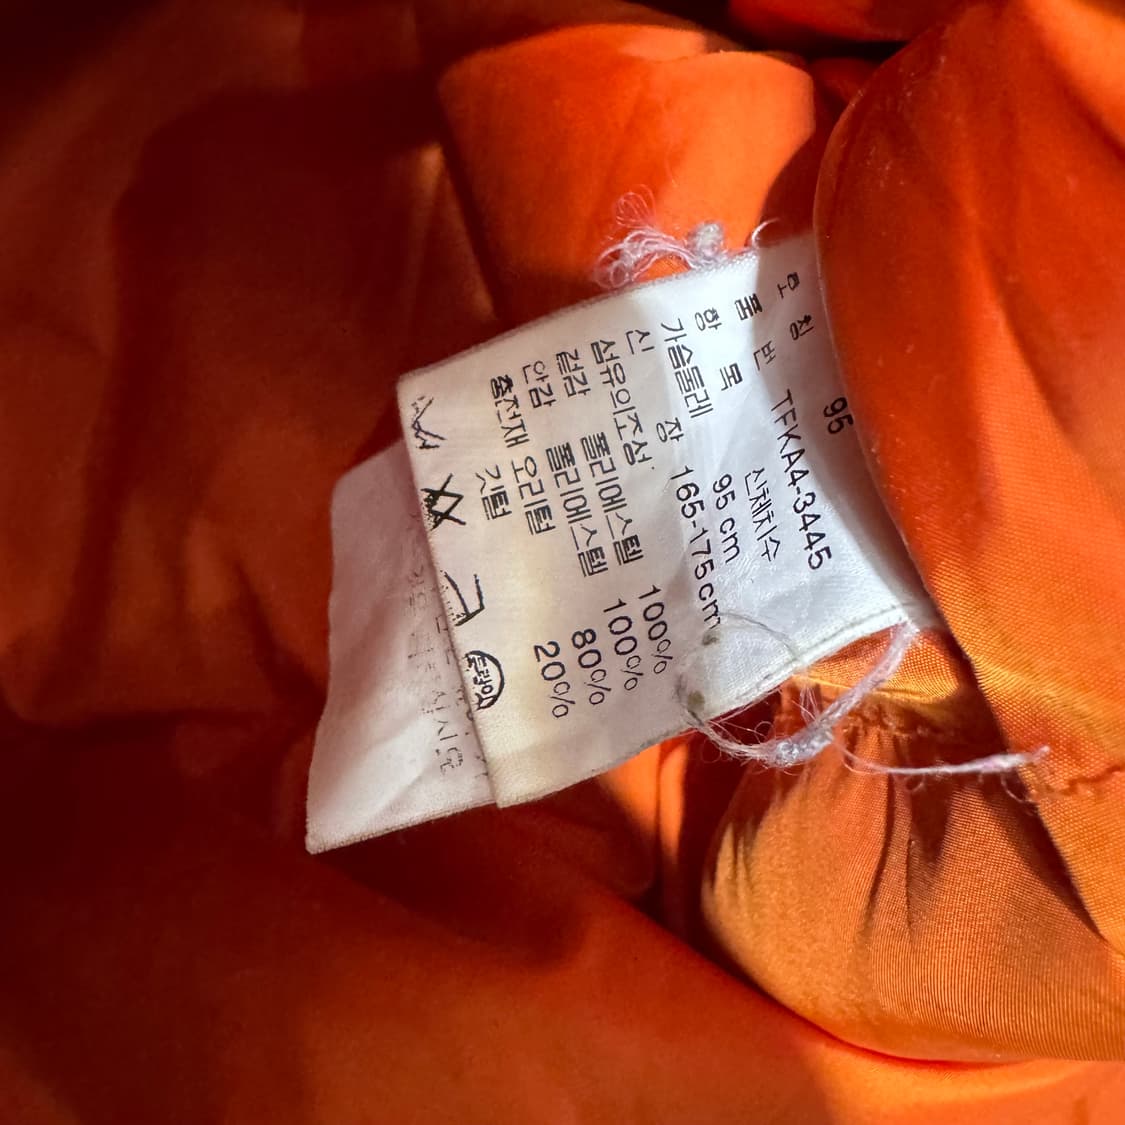 호칭 95
품번 TFKA4-3445
항목 신체치수
가슴둘레 95 cm
신장 165-175cm
섬유의조성
겉감 폴리에스텔 100%
안감 폴리에스텔 100%
충전재 오리털 80%
깃털 20%